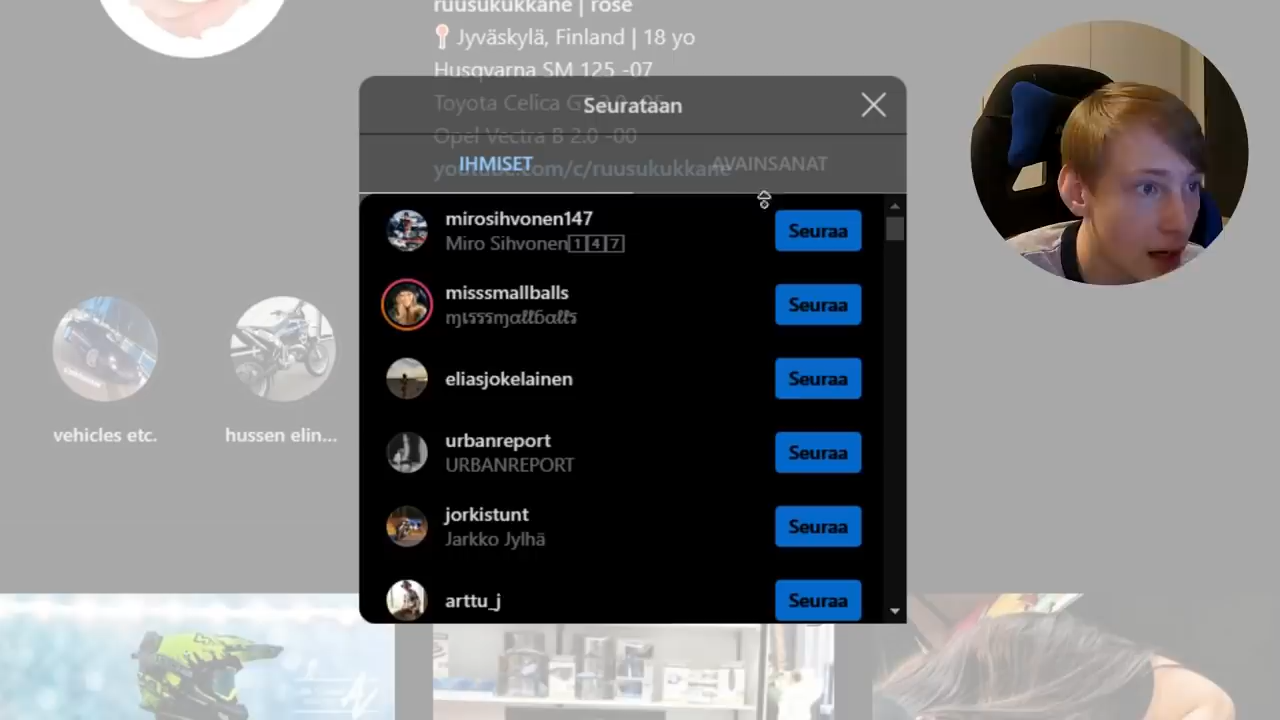 ruusukukkane | rose
Jyväskylä, Finland | 18 yo
Husqvarna SM 125 -07
Toyota Celica GT
Seurataan
Opel Vectra B 2.0 -00
IHMISET
AVAINSANAT
youtube.com/c/ruusukukkane
mirosihvonen147
Seuraa
Miro Sihvonen 1 4 7
misssmallballs
Seuraa
eliasjokelainen
Seuraa
urbanreport
Seuraa
URBANREPORT
vehicles etc.
hussen elin...
jorkistunt
Seuraa
Jarkko Jylhä
arttu_j
Seuraa